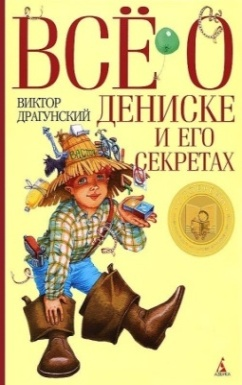 ВСЁ О
ВИКТОР
ДРАГУНСКИЙ
ДЕНИСКЕ
И ЕГО
СЕКРЕТАХ